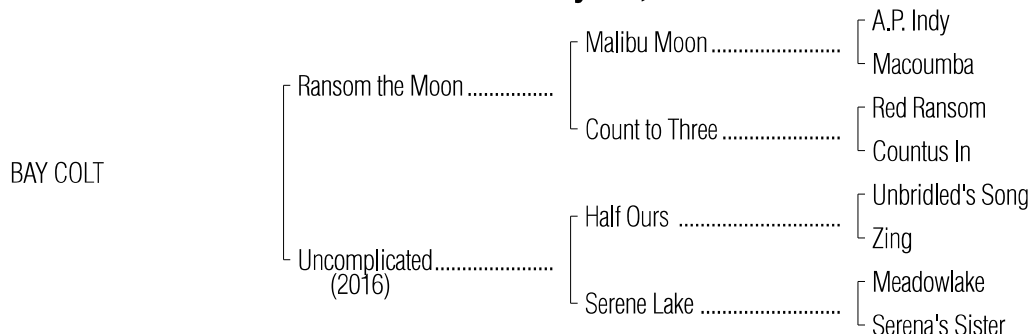 A.P. Indy
Malibu Moon ..........................
Macoumba
Ransom the Moon .................
Red Ransom
Count to Three ........................
Countus In
BAY COLT
Unbridled's Song
Half Ours .................................
Zing
Uncomplicated........................
(2016)
Meadowlake
Serene Lake ............................
Serena's Sister